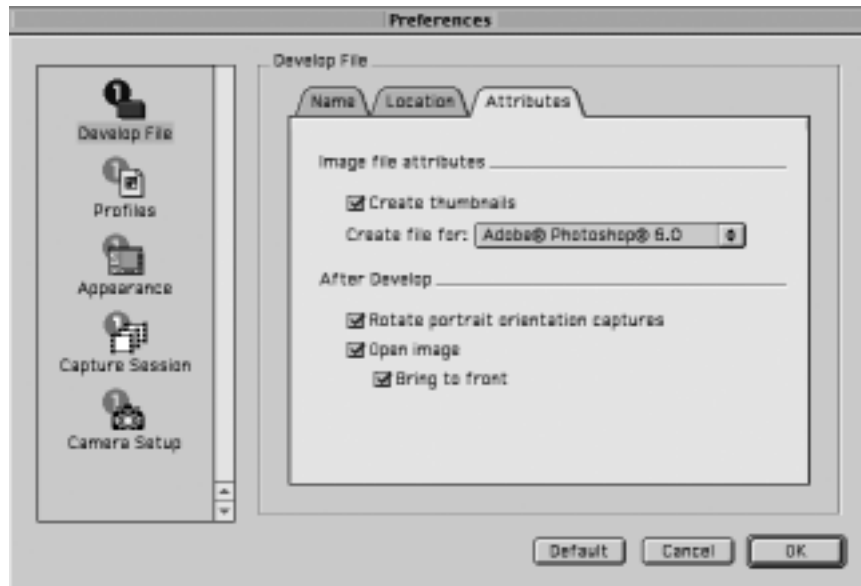 Preferences
Develop File
Profiles
Appearance
Capture Session
Camera Setup
Develop File
Name
Location
Attributes
Image file attributes
Create thumbnails
Create file for: Adobe® Photoshop® 6.0
After Develop
Rotate portrait orientation captures
Open image
Bring to front
Default
Cancel
OK